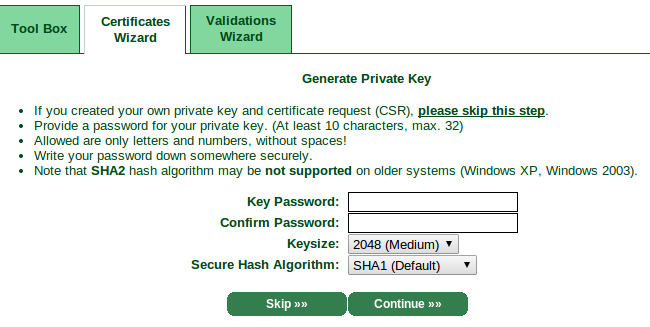 Tool Box
Certificates
Wizard
Validations
Wizard
Generate Private Key
• If you created your own private key and certificate request (CSR), please skip this step.
• Provide a password for your private key. (At least 10 characters, max. 32)
• Allowed are only letters and numbers, without spaces!
• Write your password down somewhere securely.
• Note that SHA2 hash algorithm may be not supported on older systems (Windows XP, Windows 2003).
Key Password:
Confirm Password:
Keysize: 2048 (Medium) ▼
Secure Hash Algorithm: SHA1 (Default) ▼
Skip »» Continue »»